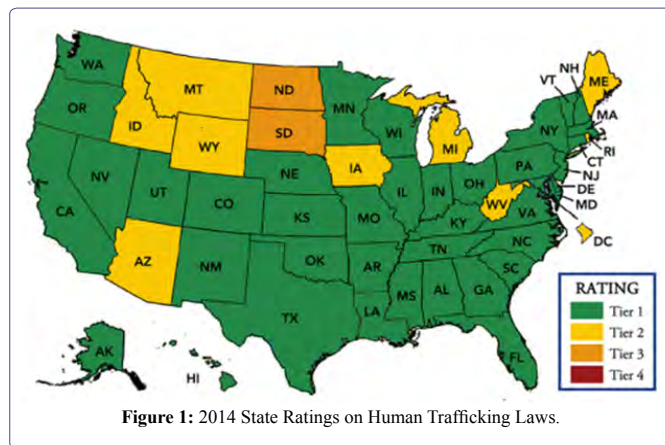 WA
OR
CA
NV
ID
MT
WY
UT
AZ
CO
NM
ND
SD
NE
KS
OK
TX
MN
IA
MO
AR
LA
WI
IL
MI
IN
OH
KY
TN
MS
AL
GA
FL
SC
NC
VA
WV
PA
NY
VT
NH
ME
MA
RI
CT
NJ
DE
MD
DC
AK
HI
RATING
Tier 1
Tier 2
Tier 3
Tier 4
Figure 1: 2014 State Ratings on Human Trafficking Laws.